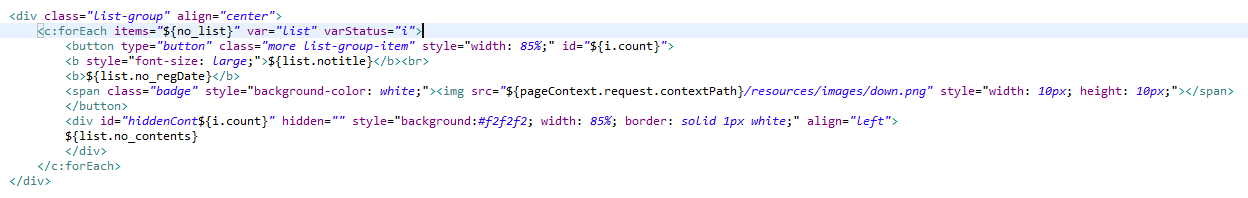 <div class="list-group" align="center">
<c:forEach items="${no_list}" var="list" varStatus="i">
<button type="button" class="more list-group-item" style="width: 85%;" id="${i.count}">
<b style="font-size: large;">${list.notitle}</b><br>
<b>${list.no_regDate}</b>
<span class="badge" style="background-color: white;"><img src="${pageContext.request.contextPath}/resources/images/down.png" style="width: 10px; height: 10px;"></span>
</button>
<div id="hiddenCont${i.count}" hidden="" style="background:#f2f2f2; width: 85%; border: solid 1px white;" align="left">
${list.no_contents}
</div>
</c:forEach>
</div>